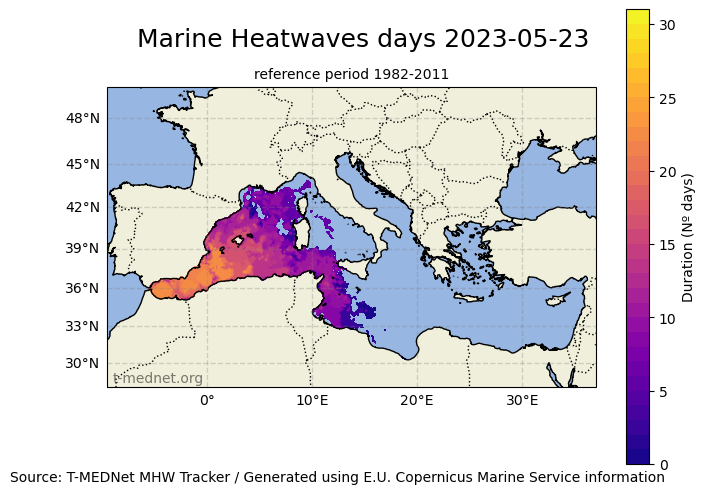 Marine Heatwaves days 2023-05-23
reference period 1982-2011
48°N
45°N
42°N
39°N
36°N
33°N
30°N
t-mednet.org
0°
10°E
20°E
30°E
30
25
20
15
10
5
0
Duration (Nº days)
Source: T-MEDNet MHW Tracker / Generated using E.U. Copernicus Marine Service information